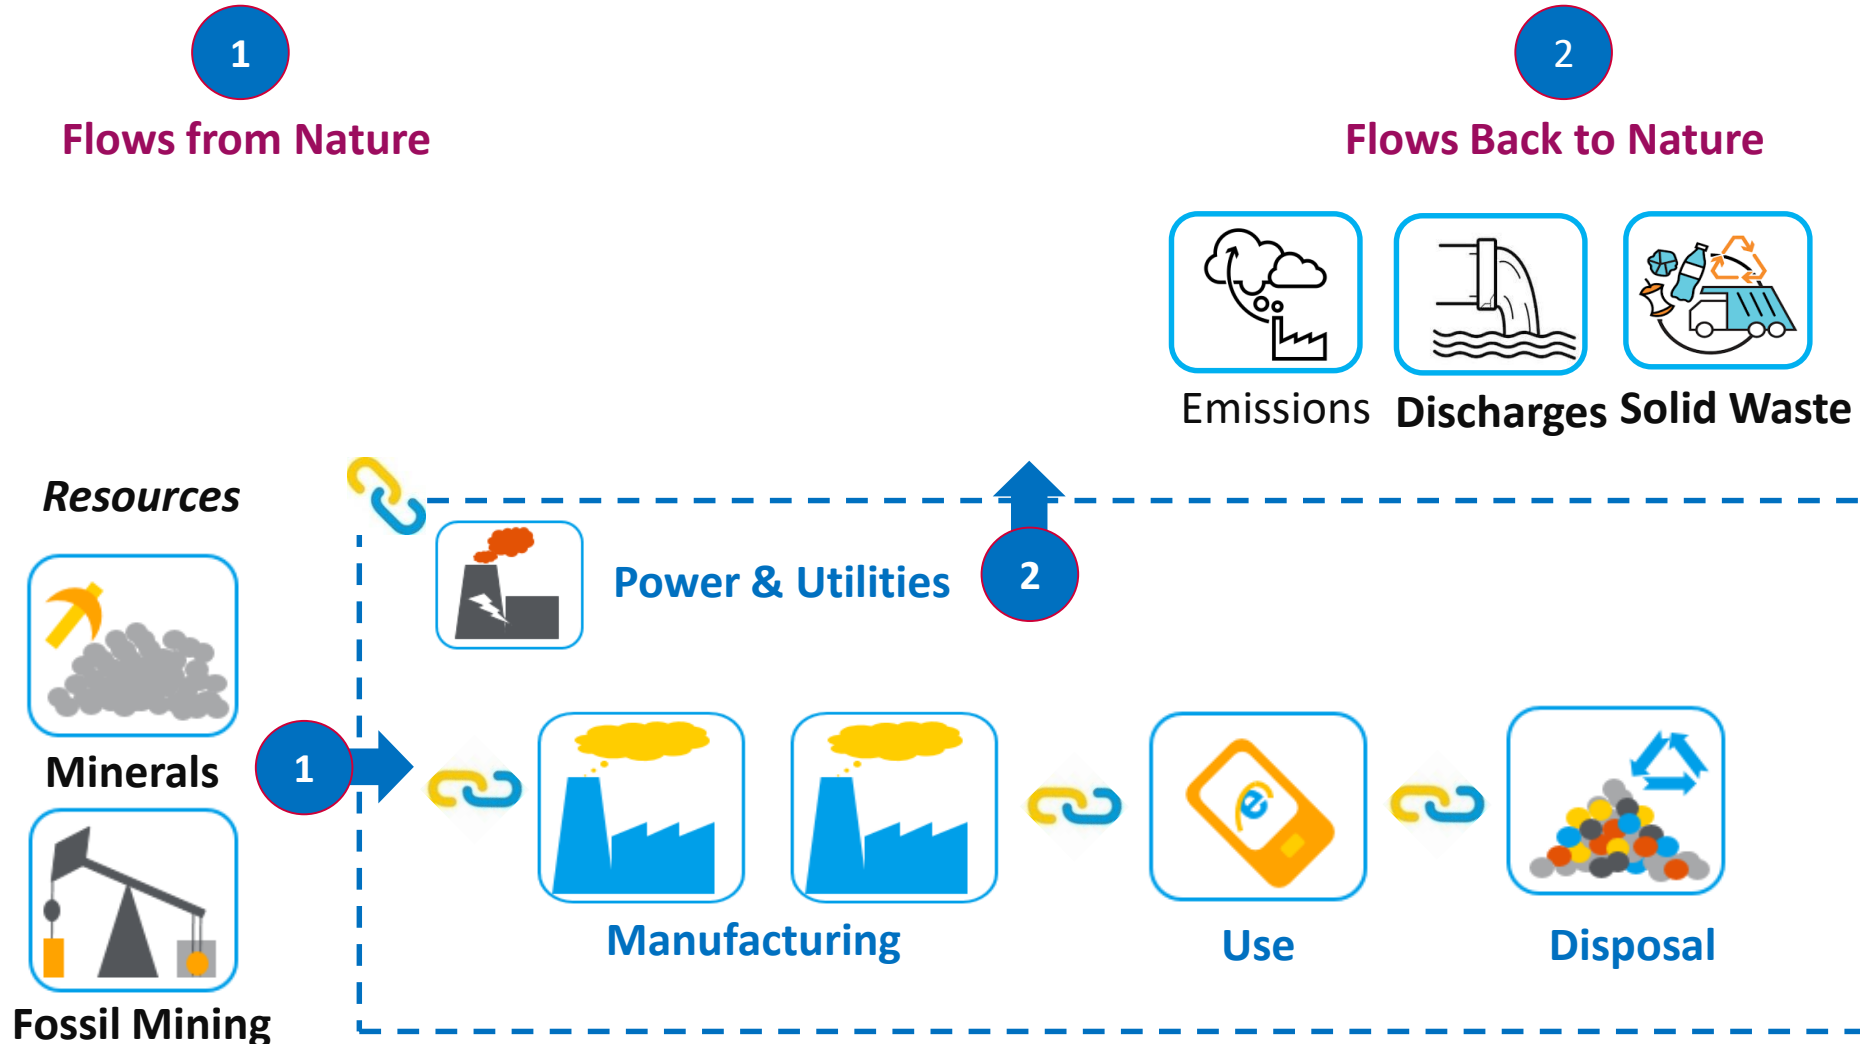 1
2
Flows from Nature
Flows Back to Nature
Emissions
Discharges
Solid Waste
Resources
Power & Utilities
2
Minerals
1
e
Manufacturing
Use
Disposal
Fossil Mining